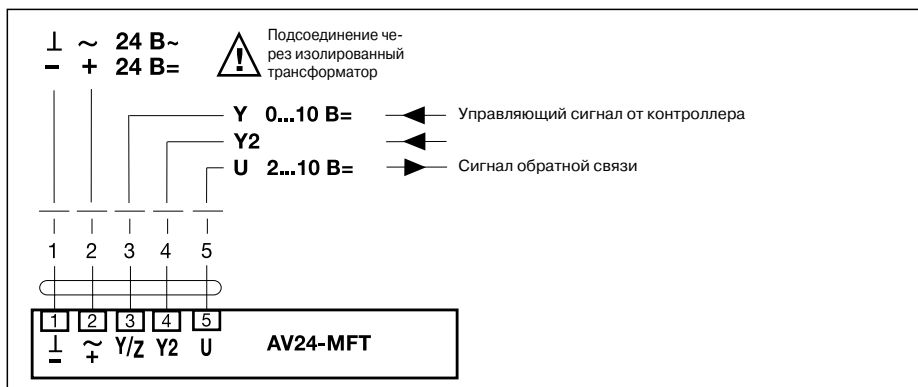 ⊥ ~ 24 В~
− + 24 В=
Подсоединение че-
рез изолированный
трансформатор
Y 0...10 В= Управляющий сигнал от контроллера
Y2
U 2...10 В= Сигнал обратной связи
1 2 3 4 5
1 2 3 4 5
⊥ ~ Y/Z Y2 U AV24-MFT
− +